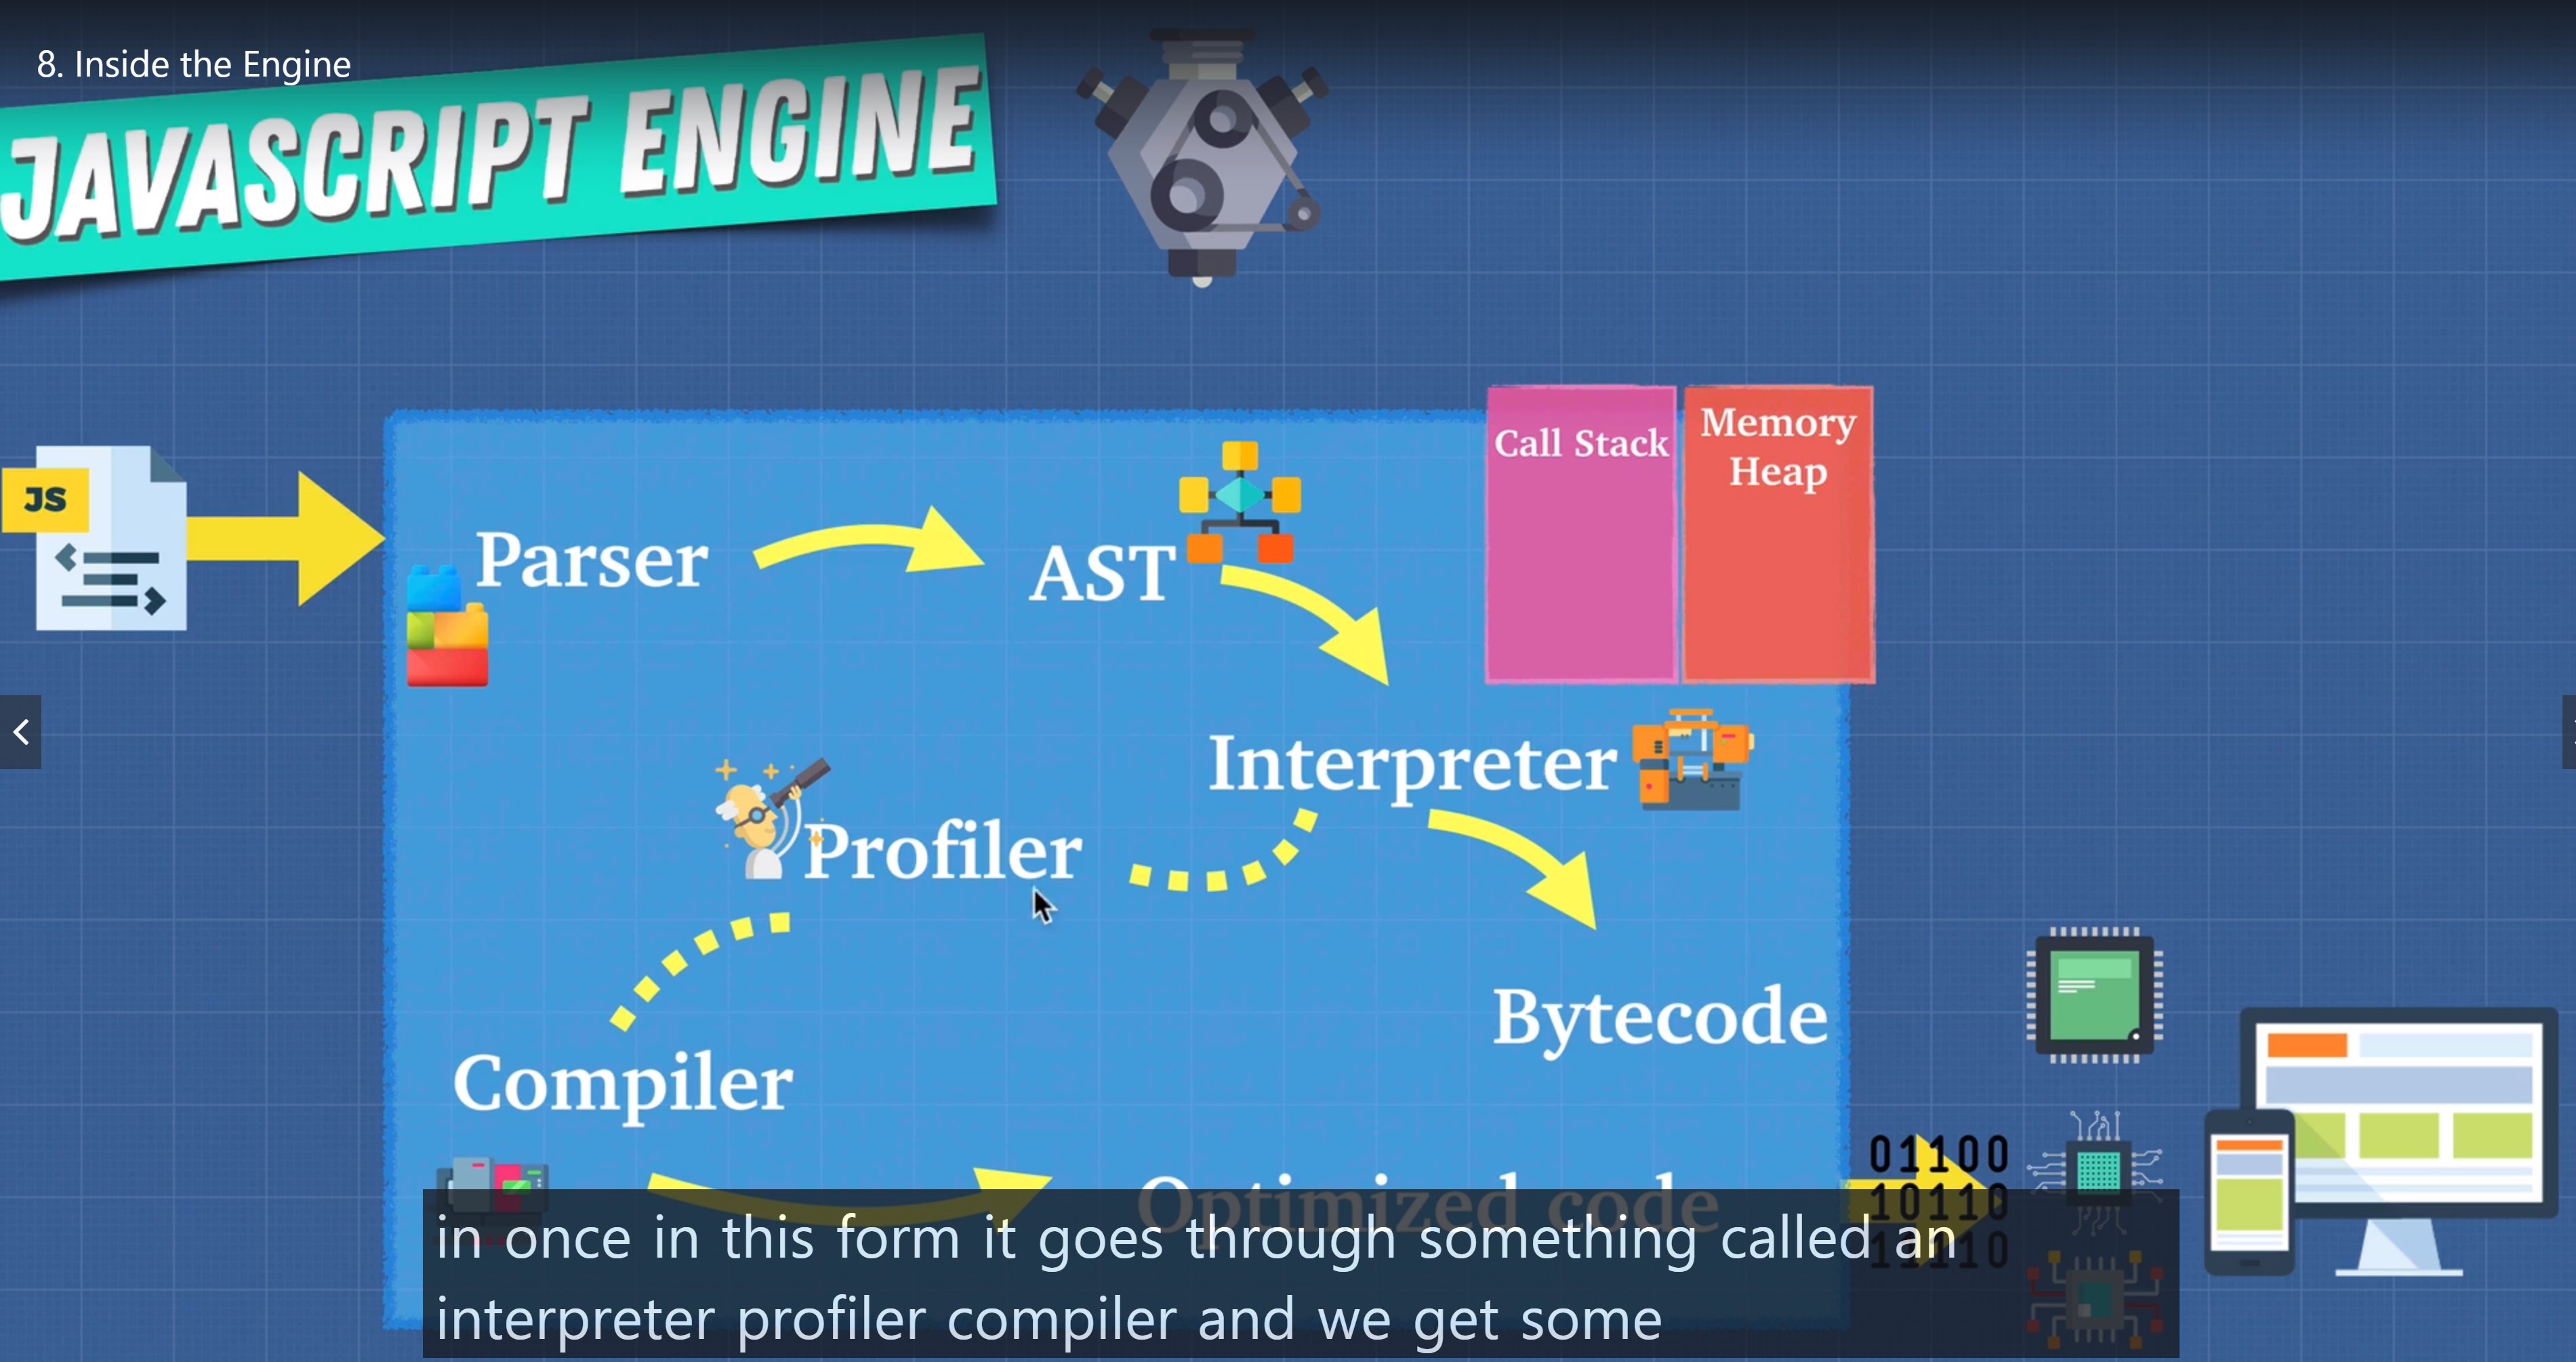 8. Inside the Engine
JAVASCRIPT ENGINE
Call Stack
Memory
Heap
JS
Parser
AST
Interpreter
Profiler
Bytecode
Compiler
Optimized code
01100
10110
11110
in once in this form it goes through something called an
interpreter profiler compiler and we get some